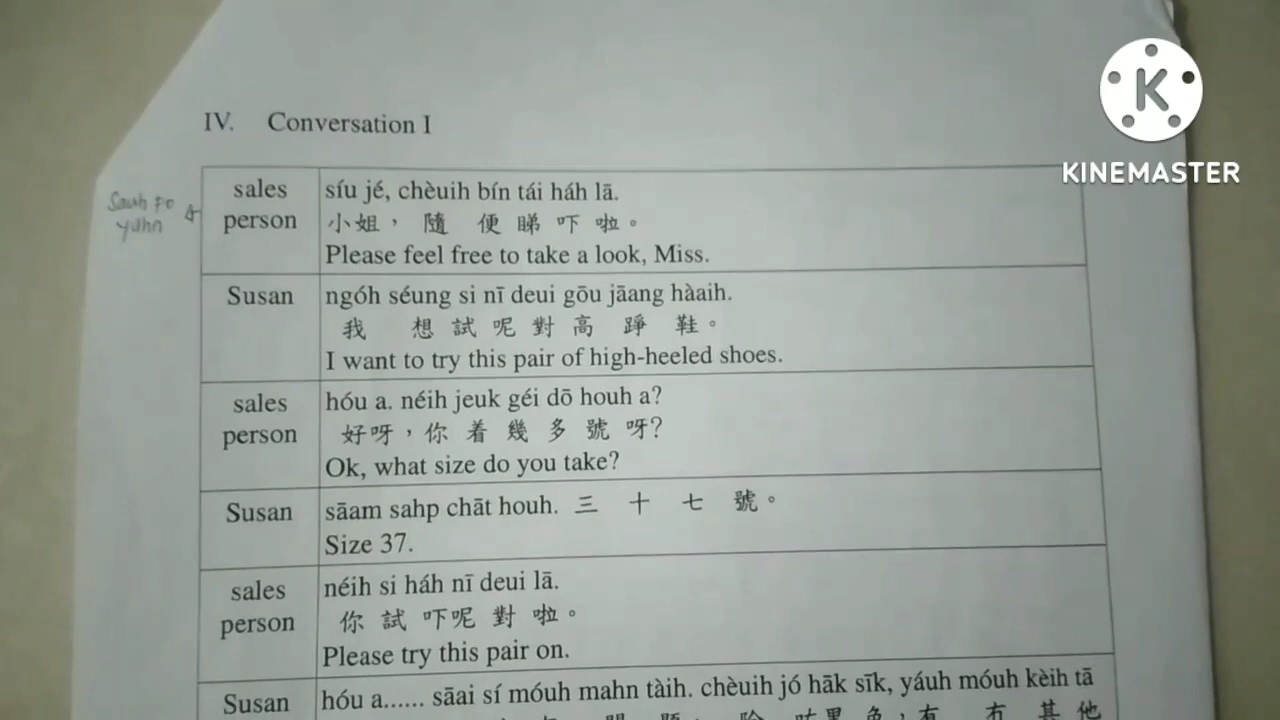 IV. Conversation I
sales person
síu jé, chèuih bín tái háh lā.
小姐，隨便睇吓啦。
Please feel free to take a look, Miss.
Susan
ngóh séung si nī deui gōu jāang hàaih.
我想試呢對高踭鞋。
I want to try this pair of high-heeled shoes.
sales person
hóu a. néih jeuk géi dō houh a?
好呀，你着幾多號呀?
Ok, what size do you take?
Susan
sāam sahp chāt houh. 三十七號。
Size 37.
sales person
néih si háh nī deui lā.
你試吓呢對啦。
Please try this pair on.
Susan
hóu a...... sāai sí móuh mahn tàih. chèuih jó hāk sīk, yáuh móuh kèih tā
yuhn
KINEMASTER